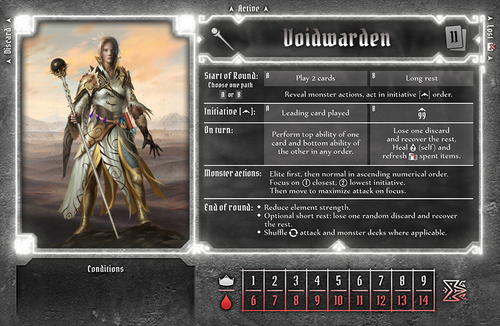 Active
Discard
Lost
Voidwarden
11
Start of Round:
Choose one path
A or B
A Play 2 cards
B Long rest
Reveal monster actions, act in initiative [ ] order.
Initiative [ ]:
A Leading card played
B 99
On turn:
Perform top ability of one
card and bottom ability
of the other in any order.
Lose one discard
and recover the rest,
Heal 2 (self) and
refresh spent items.
Monster actions:
Elite first, then normal in ascending numerical order.
Focus on 1 closest, 2 lowest initiative.
Then move to maximize attack on focus.
End of round:
Reduce element strength.
Optional short rest: lose one random discard and recover
the rest.
Shuffle attack and monster decks where applicable.
Conditions
1 2 3 4 5 6 7 8 9
6 7 8 9 10 11 12 13 14